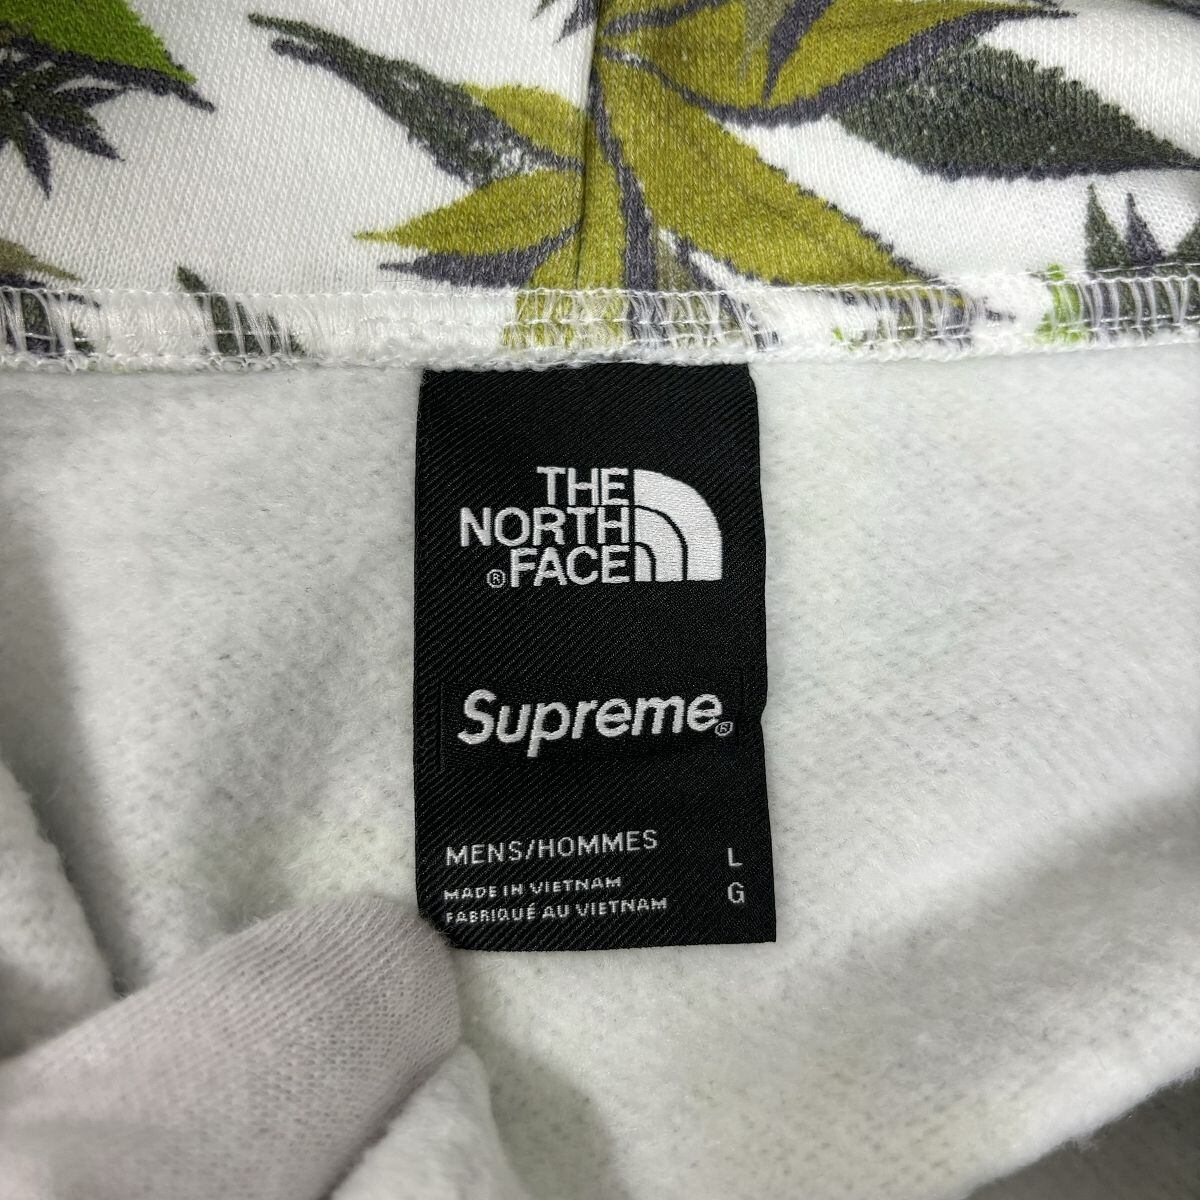 THE
NORTH
®FACE
Supreme®
MENS/HOMMES L
MADE IN VIETNAM
FABRIQUÉ AU VIETNAM G